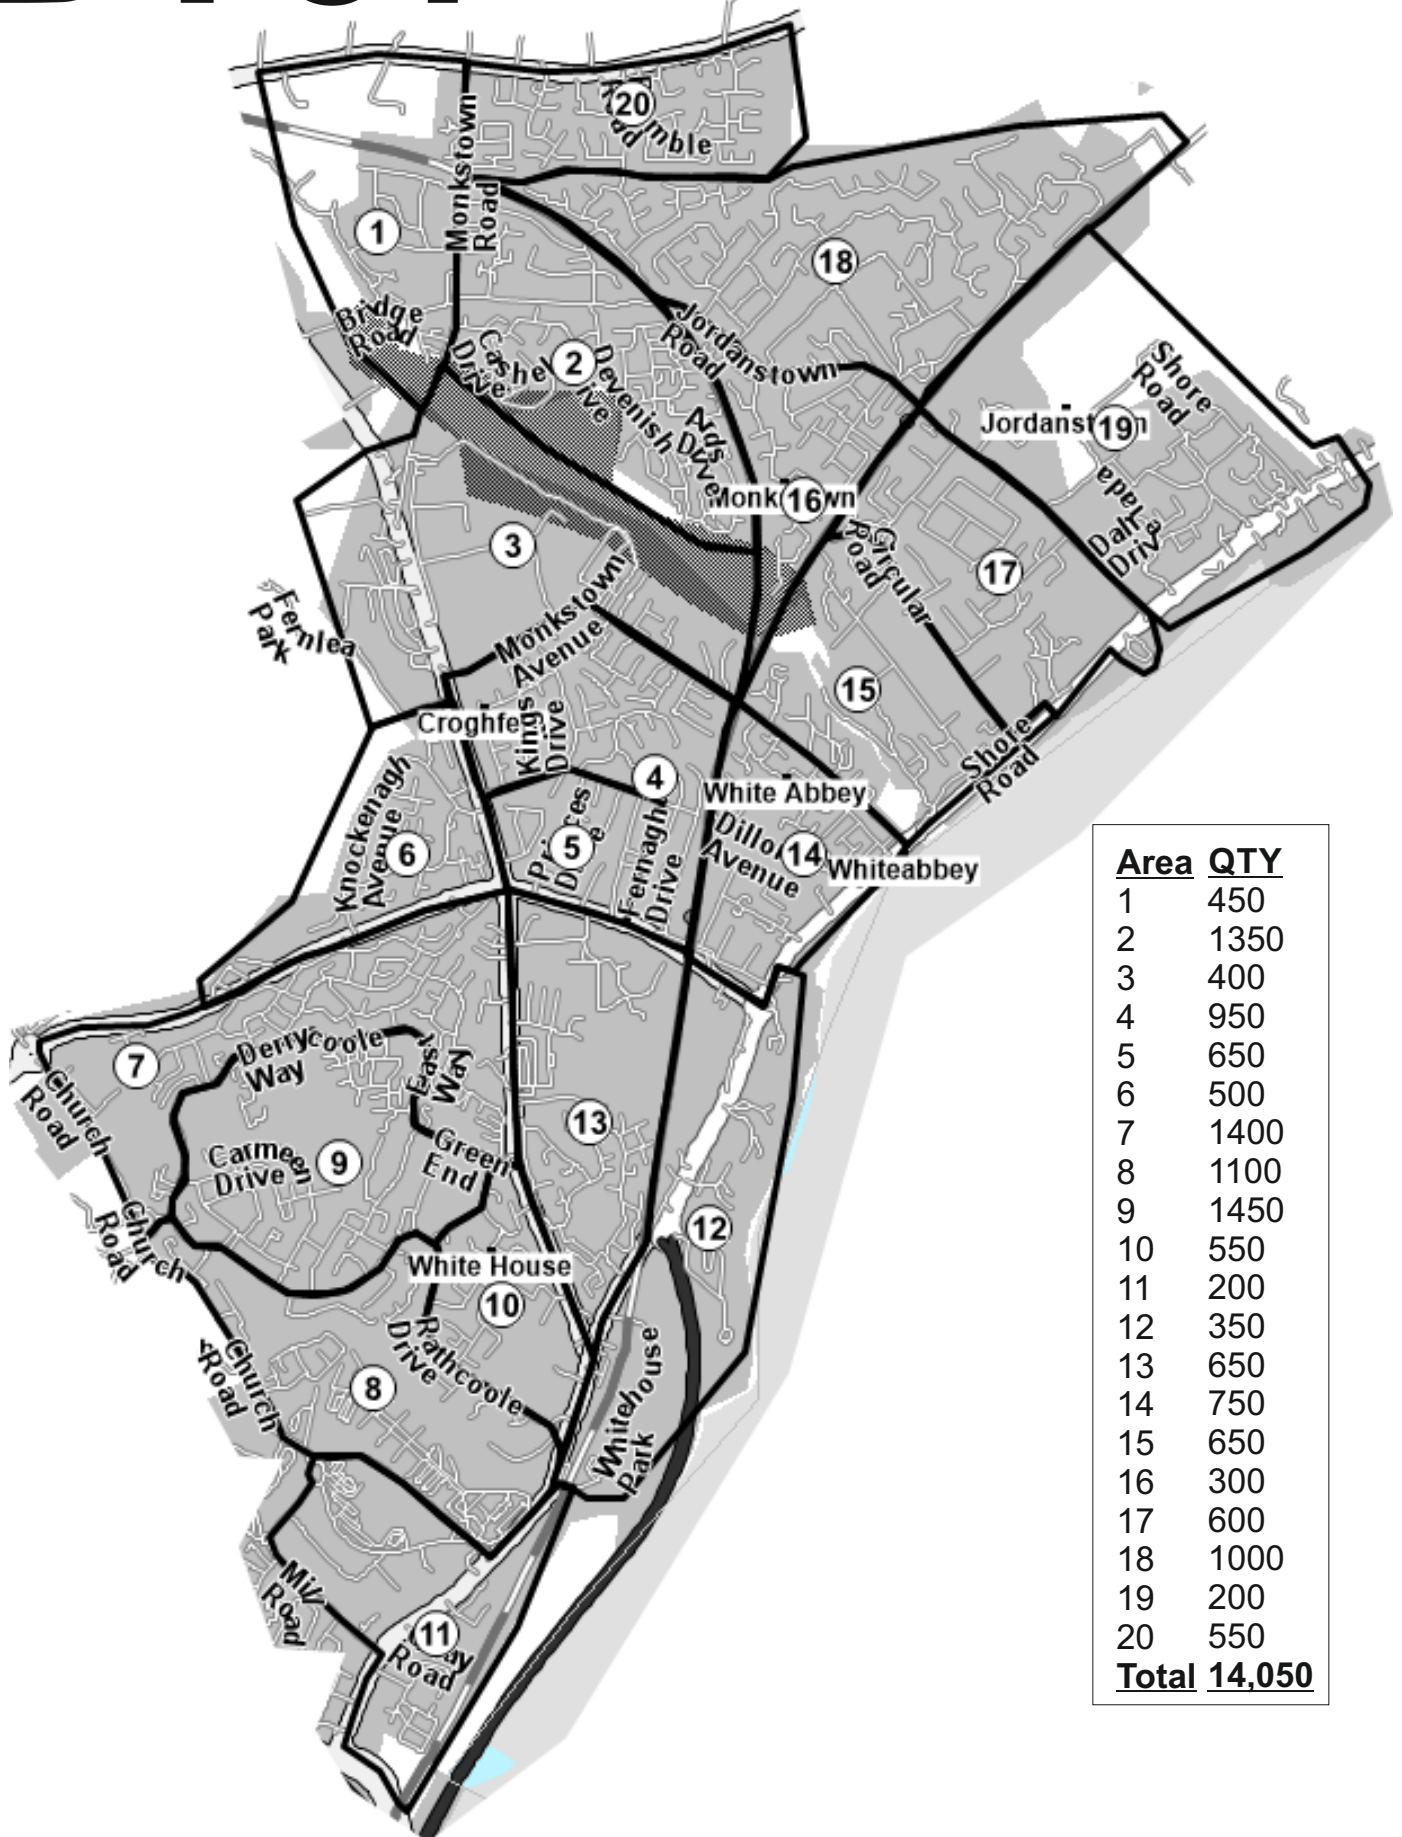 20
Road
mble
Monkstown
Road
1
18
Bridge
Road
Jordanstown
Road
Cashel
Drive
2
Devenish
Drive
Ards
Drive
Shore
Road
Jordanstown
19
Monkstown
16
3
Circular
Road
17
Dalriada
Drive
Fernlea
Park
Monkstown
Avenue
15
Kings
Drive
Shore
Road
4
White Abbey
Knockenagh
Avenue
6
5
Fernagh
Drive
Dillon
Avenue
14
Whiteabbey
7
Derrycoole
Way
East
Way
Church
Road
13
Green
End
Carmeen
Drive
9
Church
Road
12
White House
10
Rathcoole
Drive
Church
Road
8
Whitehouse
Park
Mill
Road
11
Road
Area QTY
1 450
2 1350
3 400
4 950
5 650
6 500
7 1400
8 1100
9 1450
10 550
11 200
12 350
13 650
14 750
15 650
16 300
17 600
18 1000
19 200
20 550
Total 14,050